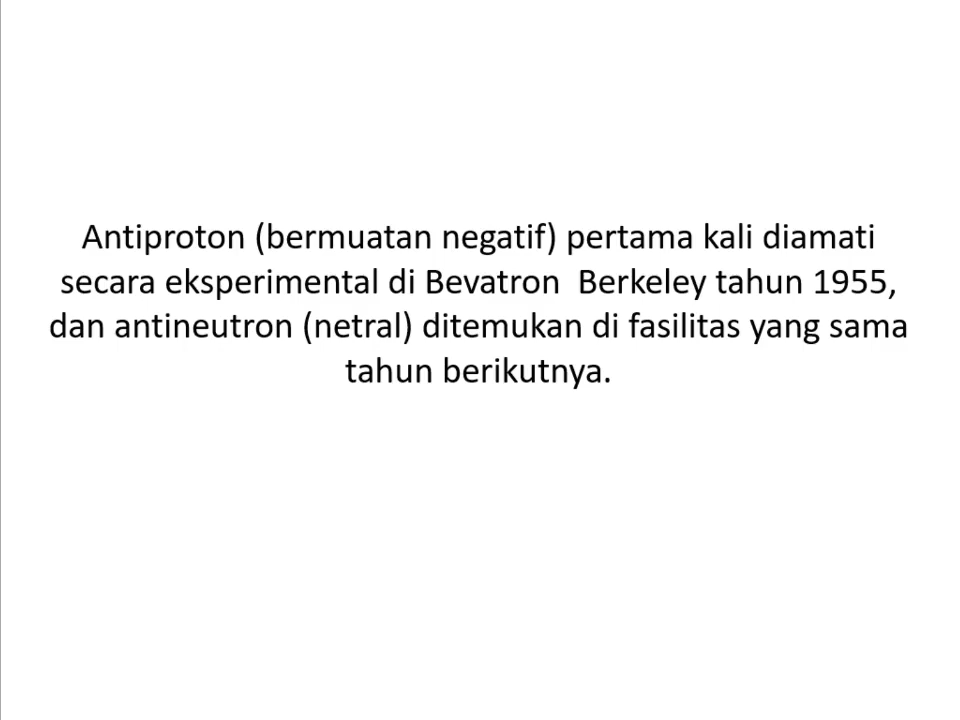 Antiproton (bermuatan negatif) pertama kali diamati
secara eksperimental di Bevatron  Berkeley tahun 1955,
dan antineutron (netral) ditemukan di fasilitas yang sama
tahun berikutnya.